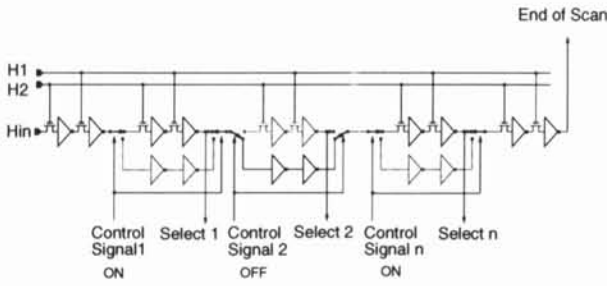 End of Scan
H1
H2
Hin
Control Signal1
ON
Select 1
Control Signal 2
OFF
Select 2
Control Signal n
ON
Select n